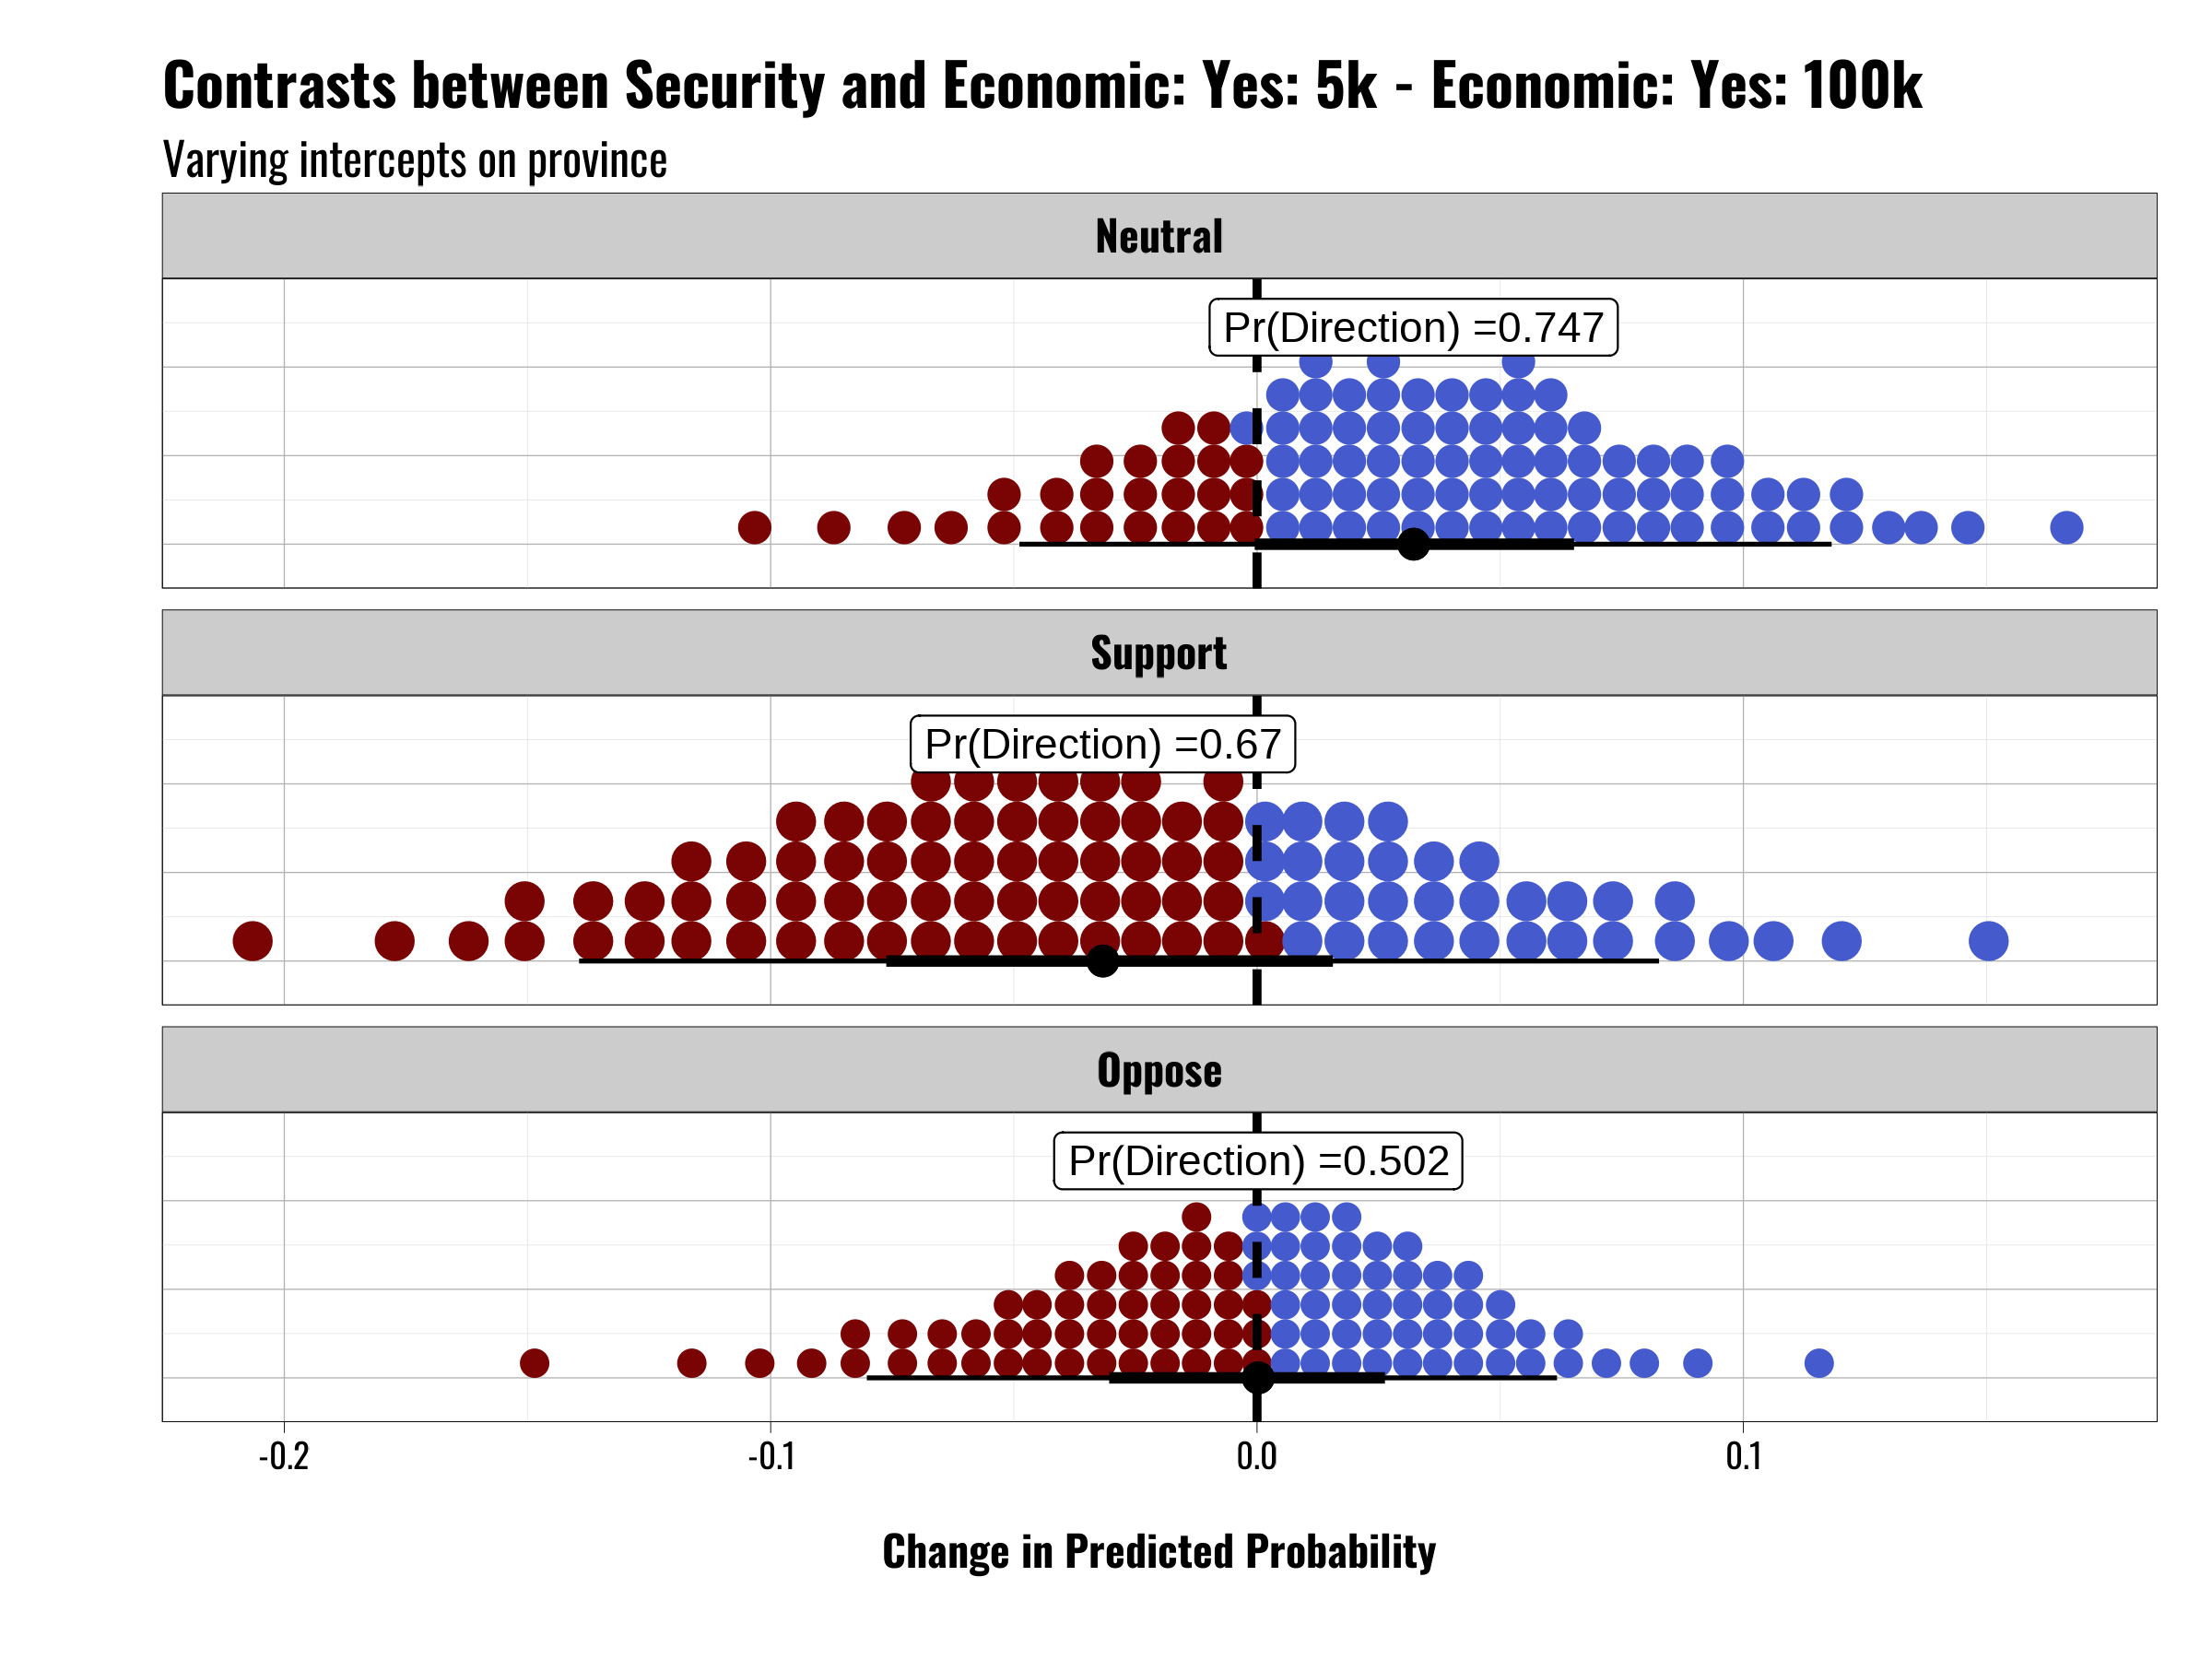 Contrasts between Security and Economic: Yes: 5k - Economic: Yes: 100k
Varying intercepts on province
Neutral
Pr(Direction) =0.747
Support
Pr(Direction) =0.67
Oppose
Pr(Direction) =0.502
-0.2 -0.1 0.0 0.1
Change in Predicted Probability